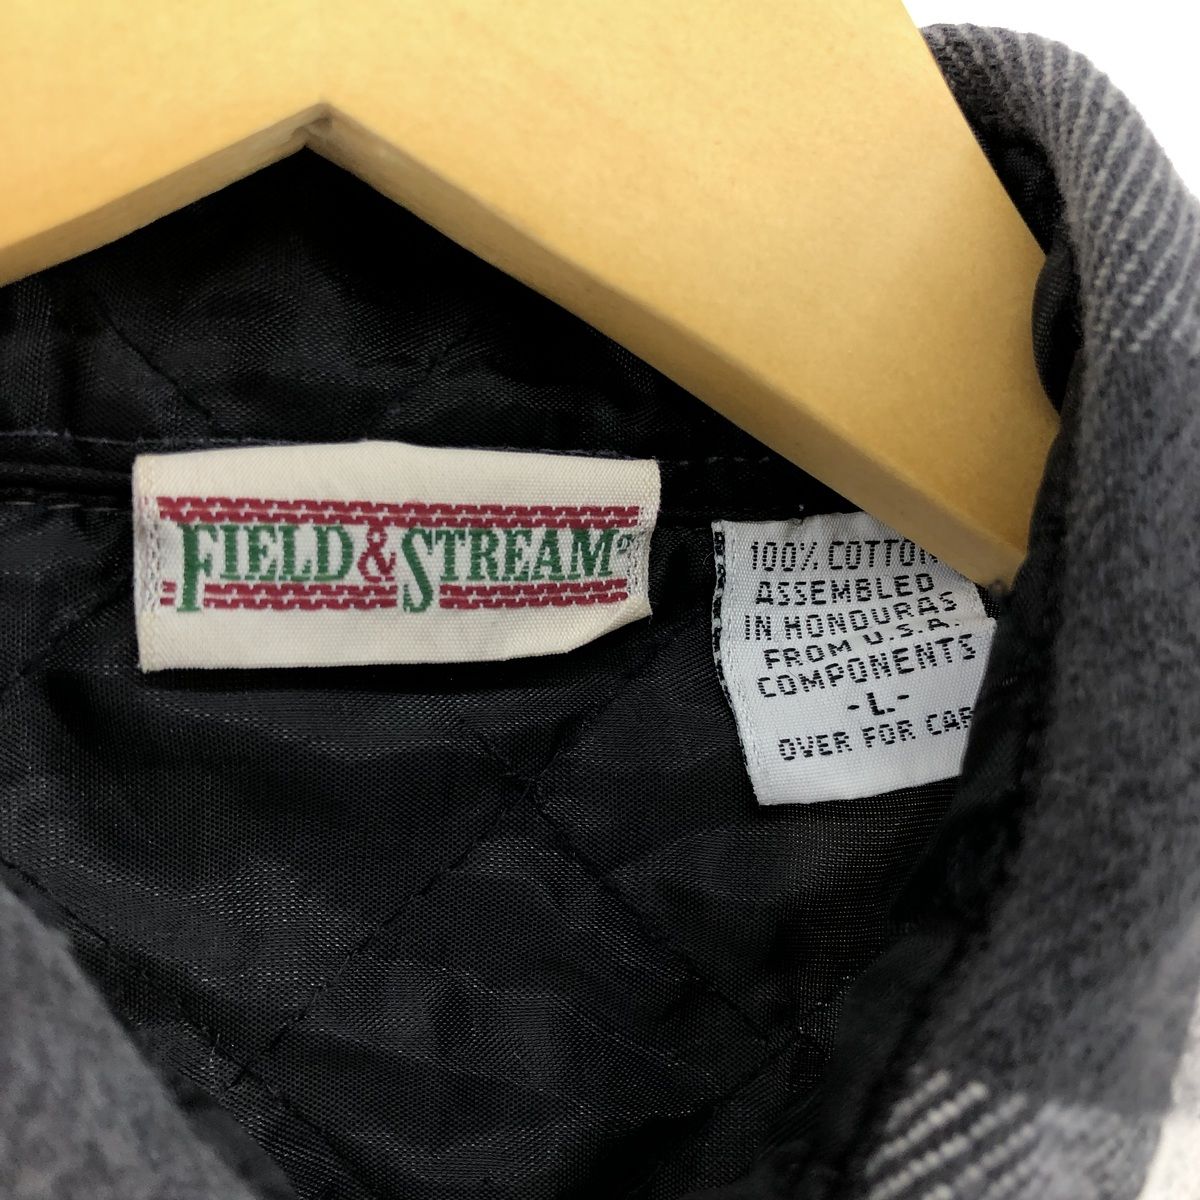 FIELD & STREAM
100% COTTON
ASSEMBLED
IN HONDURAS
FROM U.S.A.
COMPONENTS
-L-
OVER FOR CAR